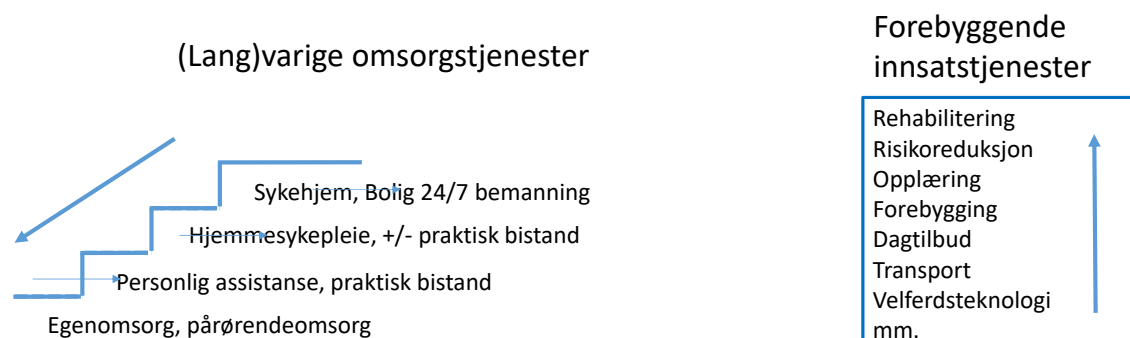 (Lang)varige omsorgstjenester
Sykehjem, Bolig 24/7 bemanning
Hjemmesykepleie, +/- praktisk bistand
Personlig assistanse, praktisk bistand
Egenomsorg, pårørendeomsorg
Forebyggende
innsatstjenester
Rehabilitering
Risikoreduksjon
Opplæring
Forebygging
Dagtilbud
Transport
Velferdsteknologi
mm.